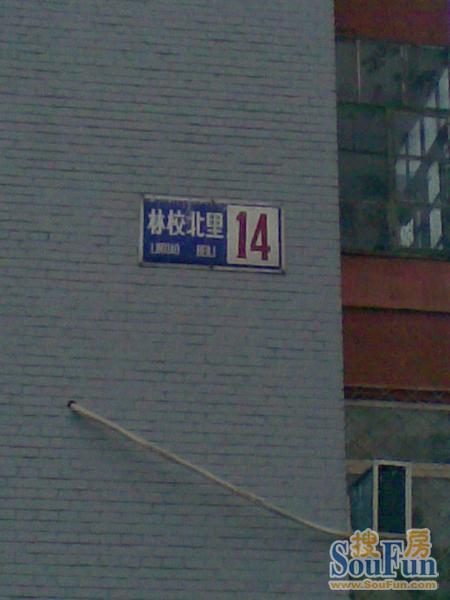 林校北里 14
LINXIAO BEILI
搜房
SouFun
www.SouFun.com